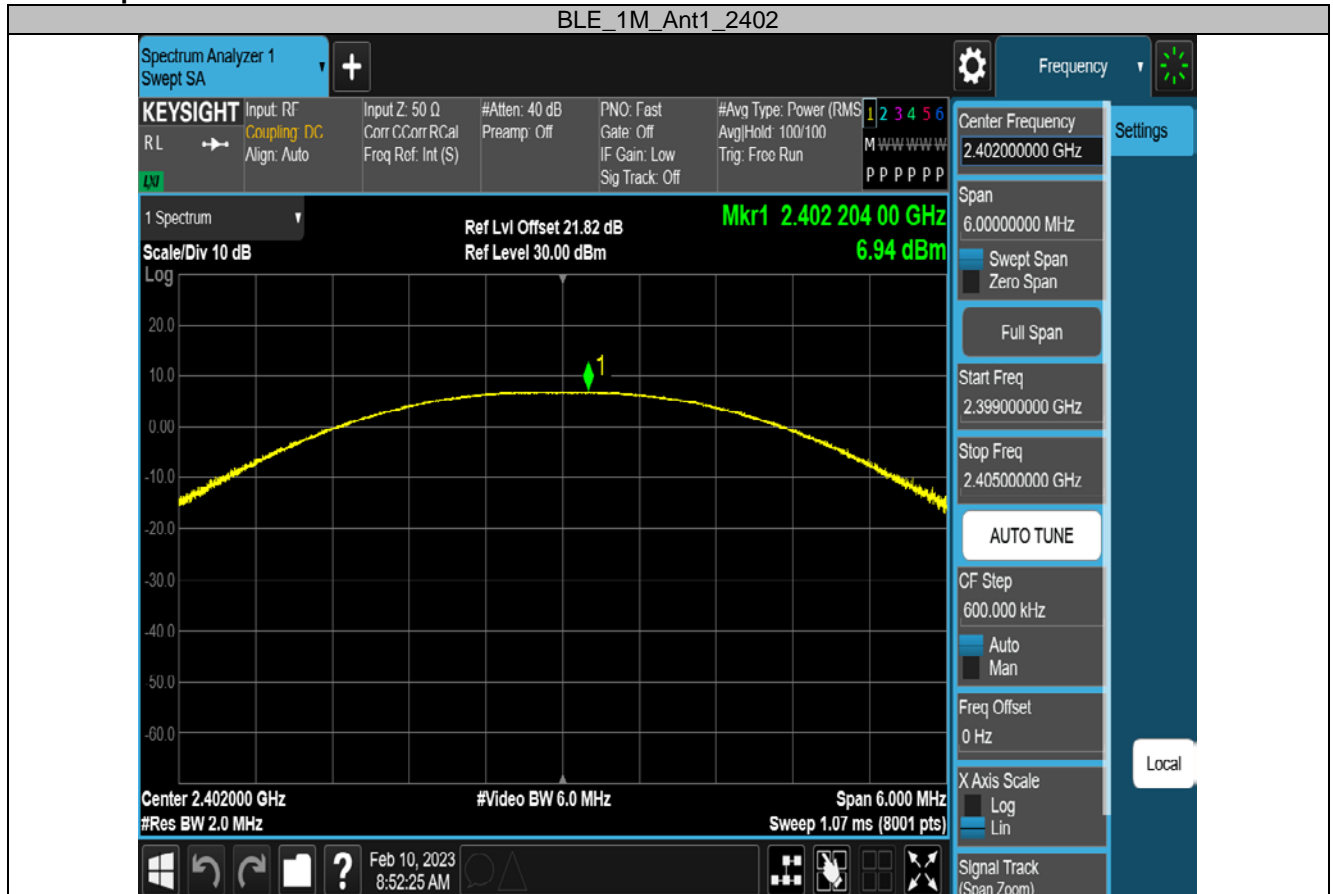 BLE_1M_Ant1_2402
Spectrum Analyzer 1
Swept SA
+
Frequency
KEYSIGHT
RL
LXI
Input: RF
Coupling: DC
Align: Auto
Input Z: 50 Ω
Corr CCorr RCal
Freq Ref: Int (S)
#Atten: 40 dB
Preamp: Off
PNO: Fast
Gate: Off
IF Gain: Low
Sig Track: Off
#Avg Type: Power (RMS
Avg|Hold: 100/100
Trig: Free Run
1 2 3 4 5 6
M W W W W W
P P P P P P
1 Spectrum
Scale/Div 10 dB
Log
Ref Lvl Offset 21.82 dB
Ref Level 30.00 dBm
Mkr1 2.402 204 00 GHz
6.94 dBm
1
20.0
10.0
0.00
-10.0
-20.0
-30.0
-40.0
-50.0
-60.0
Center 2.402000 GHz
#Res BW 2.0 MHz
#Video BW 6.0 MHz
Span 6.000 MHz
Sweep 1.07 ms (8001 pts)
?
Feb 10, 2023
8:52:25 AM
Center Frequency
2.402000000 GHz
Settings
Span
6.00000000 MHz
Swept Span
Zero Span
Full Span
Start Freq
2.399000000 GHz
Stop Freq
2.405000000 GHz
AUTO TUNE
CF Step
600.000 kHz
Auto
Man
Freq Offset
0 Hz
X Axis Scale
Log
Lin
Local
Signal Track
(Span Zoom)